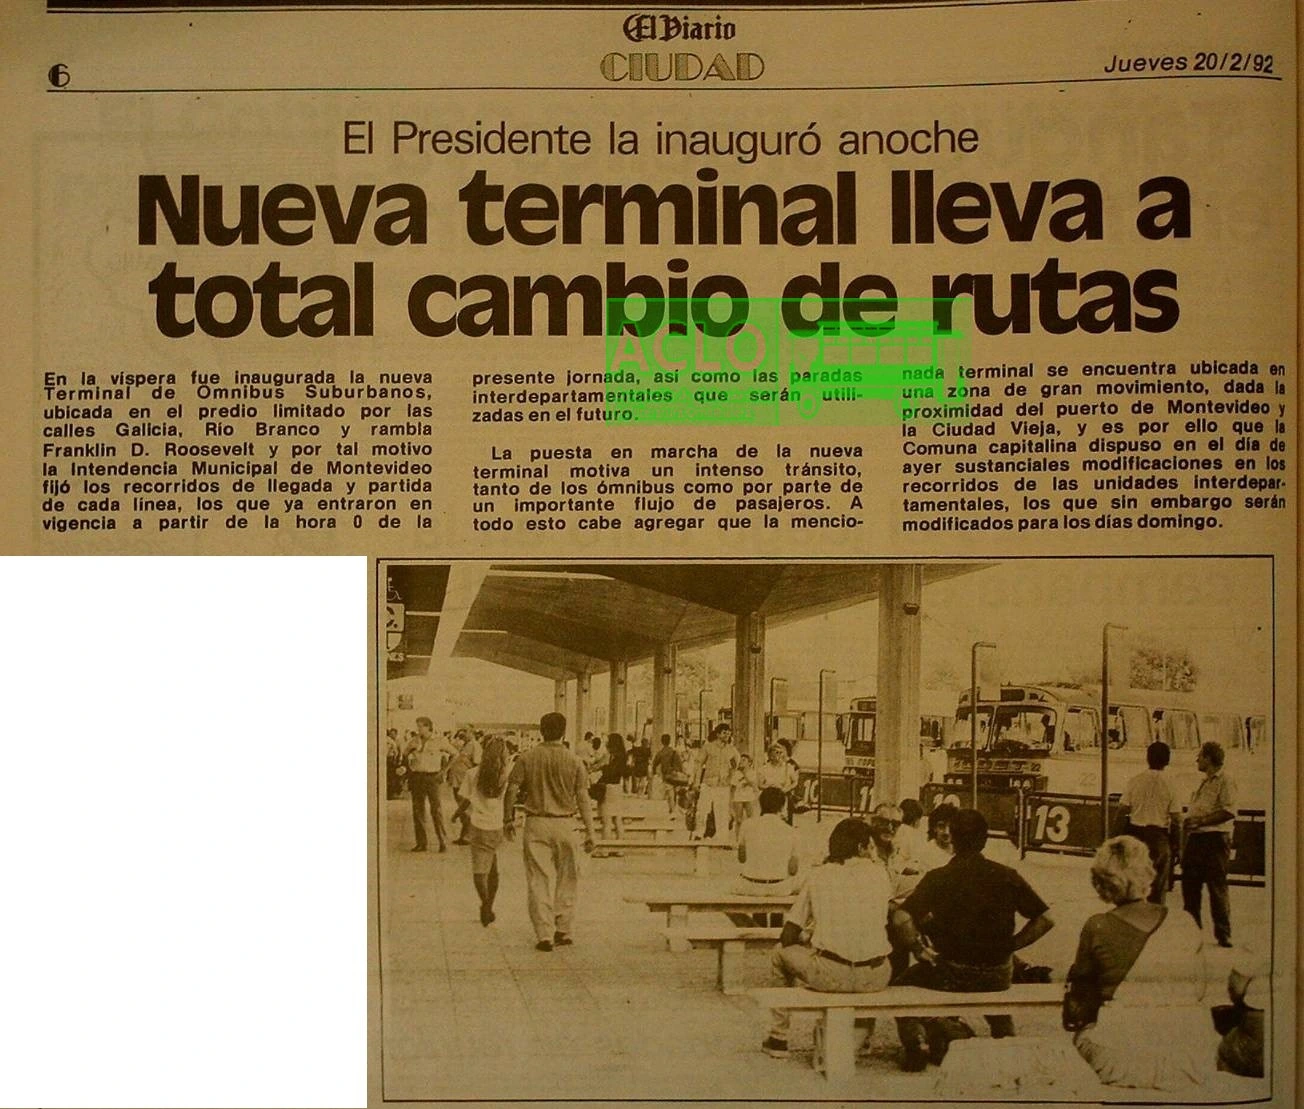 El Diario
CIUDAD
6
Jueves 20/2/92
El Presidente la inauguró anoche
Nueva terminal lleva a
total cambio de rutas
ACLO
En la víspera fue inaugurada la nueva
Terminal de Omnibus Suburbanos,
ubicada en el predio limitado por las
calles Galicia, Río Branco y rambla
Franklin D. Roosevelt y por tal motivo
la Intendencia Municipal de Montevideo
fijó los recorridos de llegada y partida
de cada línea, los que ya entraron en
vigencia a partir de la hora 0 de la
presente jornada, así como las paradas
interdepartamentales que serán utili-
zadas en el futuro.
La puesta en marcha de la nueva
terminal motiva un intenso tránsito,
tanto de los ómnibus como por parte de
un importante flujo de pasajeros. A
todo esto cabe agregar que la mencio-
nada terminal se encuentra ubicada en
una zona de gran movimiento, dada la
proximidad del puerto de Montevideo y
la Ciudad Vieja, y es por ello que la
Comuna capitalina dispuso en el día de
ayer sustanciales modificaciones en los
recorridos de las unidades interdepar-
tamentales, los que sin embargo serán
modificados para los días domingo.
10
11
13